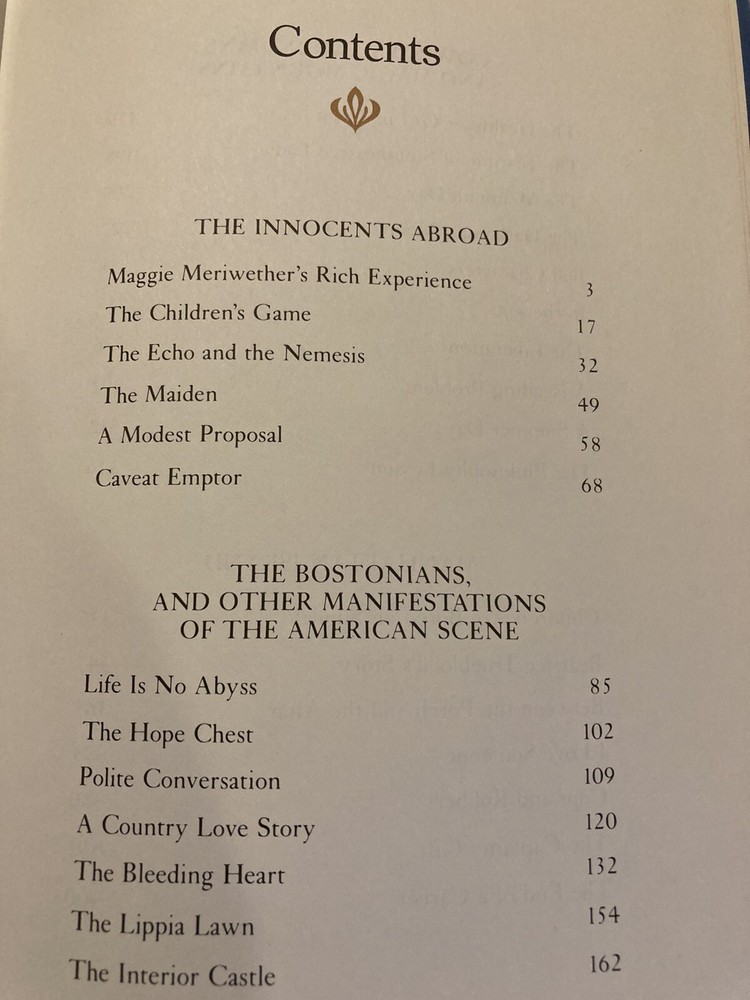 Contents
THE INNOCENTS ABROAD
Maggie Meriwether's Rich Experience 3
The Children's Game 17
The Echo and the Nemesis 32
The Maiden 49
A Modest Proposal 58
Caveat Emptor 68
THE BOSTONIANS,
AND OTHER MANIFESTATIONS
OF THE AMERICAN SCENE
Life Is No Abyss 85
The Hope Chest 102
Polite Conversation 109
A Country Love Story 120
The Bleeding Heart 132
The Lippia Lawn 154
The Interior Castle 162